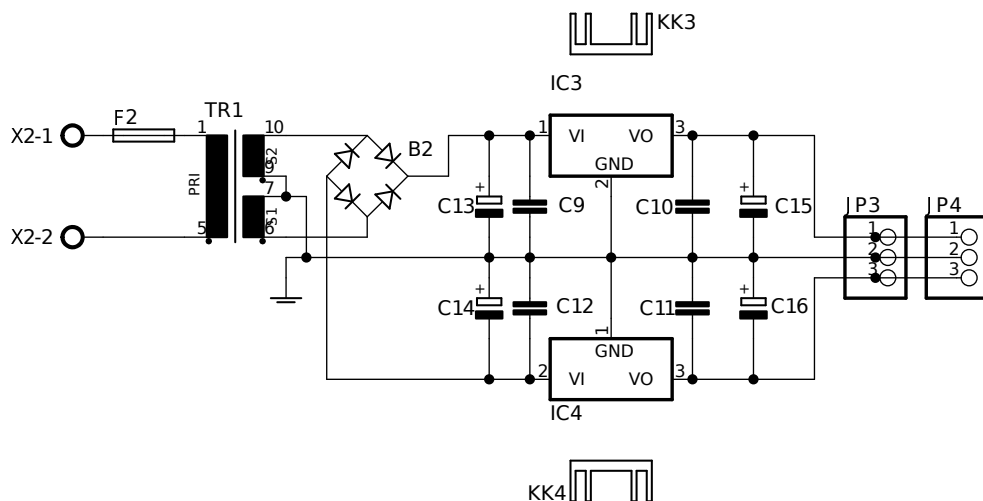 KK3
IC3
F2
TR1
X2-1
1
10
B2
1
VI
VO
3
GND
2
S2
9
PRI
7
S1
5
6
X2-2
+
C13
C9
C10
+
C15
JP3
JP4
1
1
2
2
3
3
+
C14
C12
C11
+
C16
1
GND
2
VI
VO
3
IC4
KK4